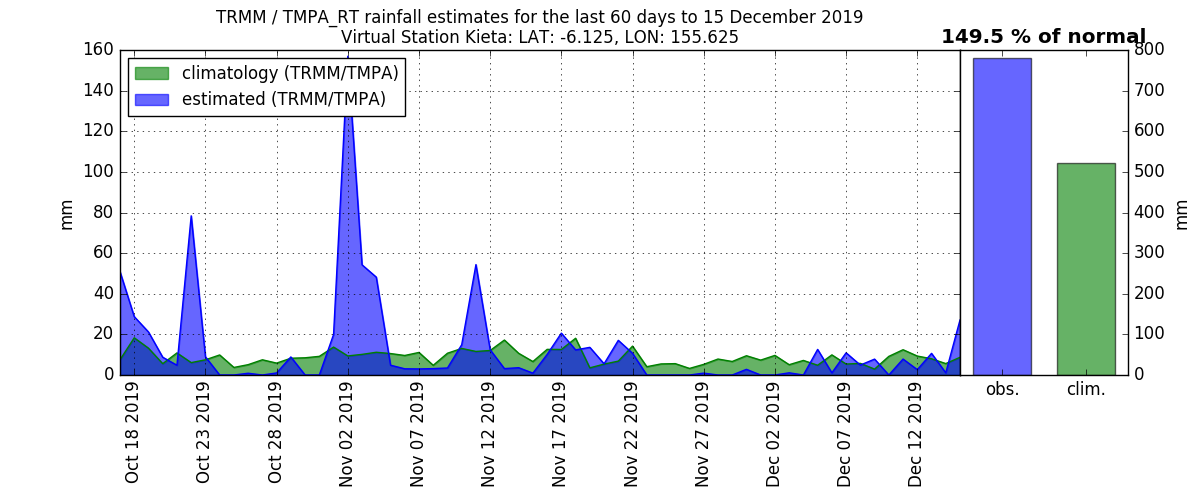 TRMM / TMPA_RT rainfall estimates for the last 60 days to 15 December 2019
Virtual Station Kieta: LAT: -6.125, LON: 155.625
149.5 % of normal
climatology (TRMM/TMPA)
estimated (TRMM/TMPA)
160
140
120
100
80
60
40
20
0
mm
Oct 18 2019
Oct 23 2019
Oct 28 2019
Nov 02 2019
Nov 07 2019
Nov 12 2019
Nov 17 2019
Nov 22 2019
Nov 27 2019
Dec 02 2019
Dec 07 2019
Dec 12 2019
obs.
clim.
800
700
600
500
400
300
200
100
0
mm